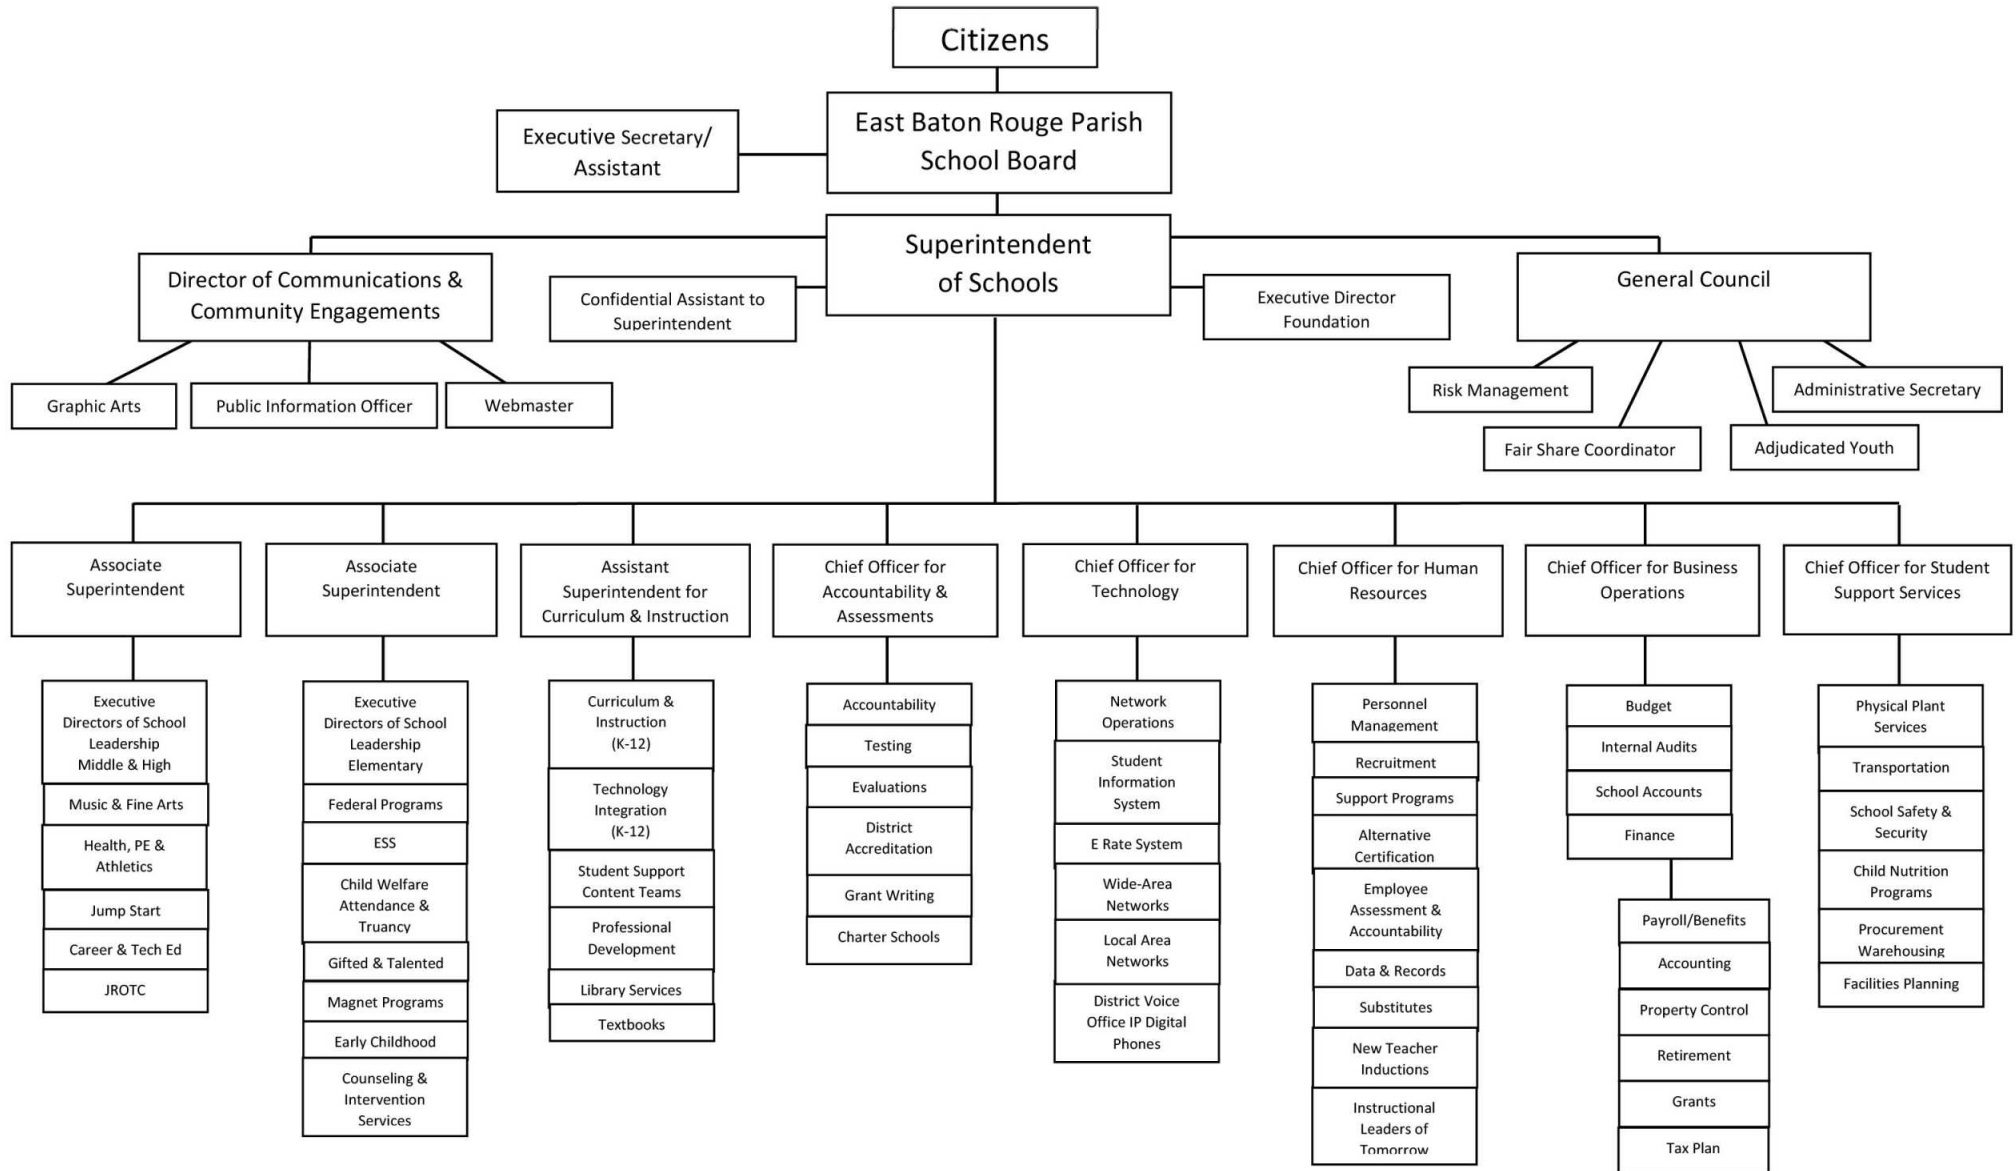 Citizens
East Baton Rouge Parish
School Board
Executive Secretary/
Assistant
Superintendent
of Schools
Director of Communications &
Community Engagements
Confidential Assistant to
Superintendent
Executive Director
Foundation
General Council
Graphic Arts
Public Information Officer
Webmaster
Risk Management
Administrative Secretary
Fair Share Coordinator
Adjudicated Youth
Associate
Superintendent
Executive
Directors of School
Leadership
Middle & High
Music & Fine Arts
Health, PE &
Athletics
Jump Start
Career & Tech Ed
JROTC
Associate
Superintendent
Executive
Directors of School
Leadership
Elementary
Federal Programs
ESS
Child Welfare
Attendance &
Truancy
Gifted & Talented
Magnet Programs
Early Childhood
Counseling &
Intervention
Services
Assistant
Superintendent for
Curriculum & Instruction
Curriculum &
Instruction
(K-12)
Technology
Integration
(K-12)
Student Support
Content Teams
Professional
Development
Library Services
Textbooks
Chief Officer for
Accountability &
Assessments
Accountability
Testing
Evaluations
District
Accreditation
Grant Writing
Charter Schools
Chief Officer for
Technology
Network
Operations
Student
Information
System
E Rate System
Wide-Area
Networks
Local Area
Networks
District Voice
Office IP Digital
Phones
Chief Officer for Human
Resources
Personnel
Management
Recruitment
Support Programs
Alternative
Certification
Employee
Assessment &
Accountability
Data & Records
Substitutes
New Teacher
Inductions
Instructional
Leaders of
Tomorrow
Chief Officer for Business
Operations
Budget
Internal Audits
School Accounts
Finance
Payroll/Benefits
Accounting
Property Control
Retirement
Grants
Tax Plan
Chief Officer for Student
Support Services
Physical Plant
Services
Transportation
School Safety &
Security
Child Nutrition
Programs
Procurement
Warehousing
Facilities Planning